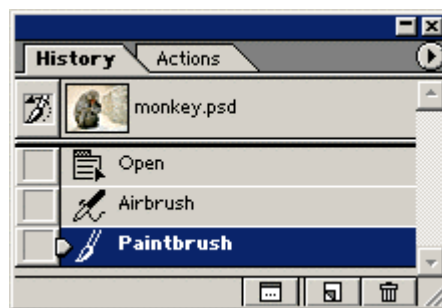 History Actions
monkey.psd
Open
Airbrush
Paintbrush